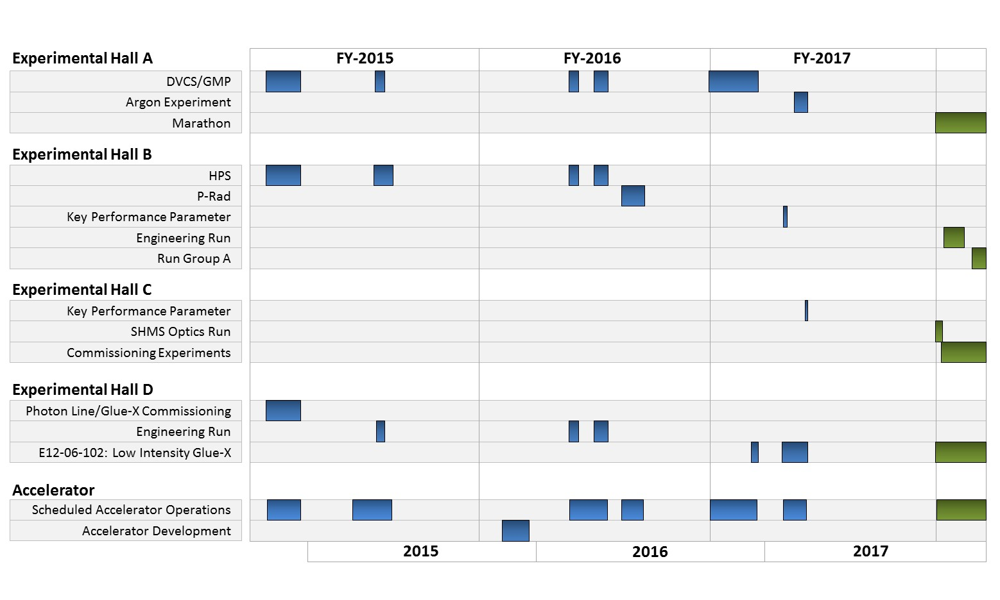 Experimental Hall A
FY-2015 FY-2016 FY-2017
DVCS/GMP
Argon Experiment
Marathon
Experimental Hall B
HPS
P-Rad
Key Performance Parameter
Engineering Run
Run Group A
Experimental Hall C
Key Performance Parameter
SHMS Optics Run
Commissioning Experiments
Experimental Hall D
Photon Line/Glue-X Commissioning
Engineering Run
E12-06-102: Low Intensity Glue-X
Accelerator
Scheduled Accelerator Operations
Accelerator Development
2015 2016 2017